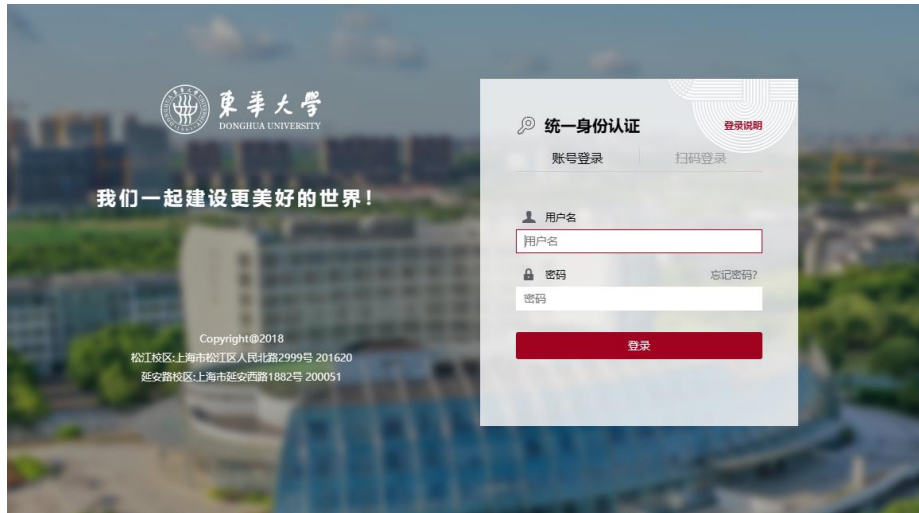 東華大學
DONGHUA UNIVERSITY
我们一起建设更美好的世界！
Copyright@2018
松江校区:上海市松江区人民北路2999号 201620
延安路校区:上海市延安西路1882号 200051
统一身份认证
登录说明
账号登录
扫码登录
用户名
用户名
密码
忘记密码?
密码
登录